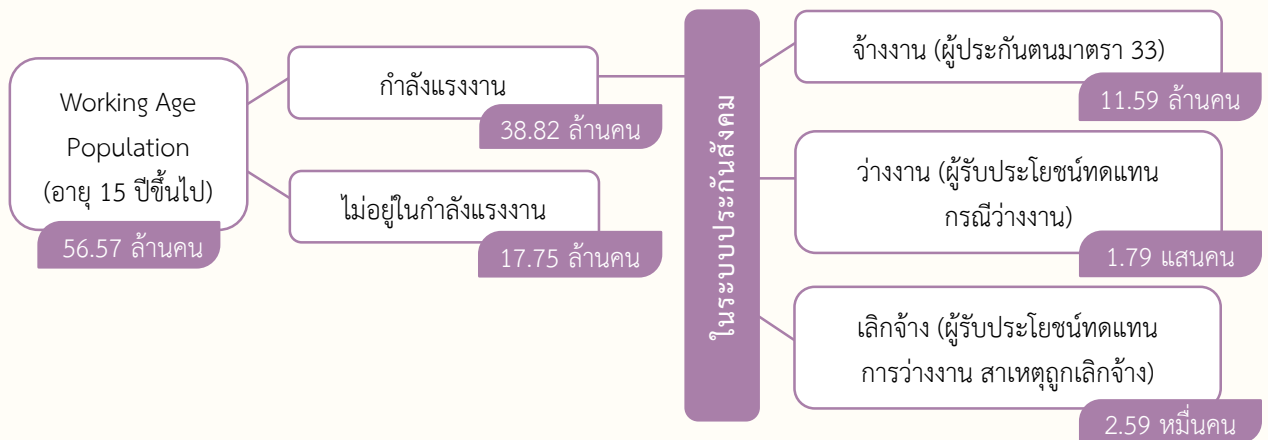 Working Age
Population
(อายุ 15 ปีขึ้นไป)
56.57 ล้านคน
กำลังแรงงาน
38.82 ล้านคน
ไม่อยู่ในกำลังแรงงาน
17.75 ล้านคน
ในระบบประกันสังคม
จ้างงาน (ผู้ประกันตนมาตรา 33)
11.59 ล้านคน
ว่างงาน (ผู้รับประโยชน์ทดแทน
กรณีว่างงาน)
1.79 แสนคน
เลิกจ้าง (ผู้รับประโยชน์ทดแทน
การว่างงาน สาเหตุถูกเลิกจ้าง)
2.59 หมื่นคน